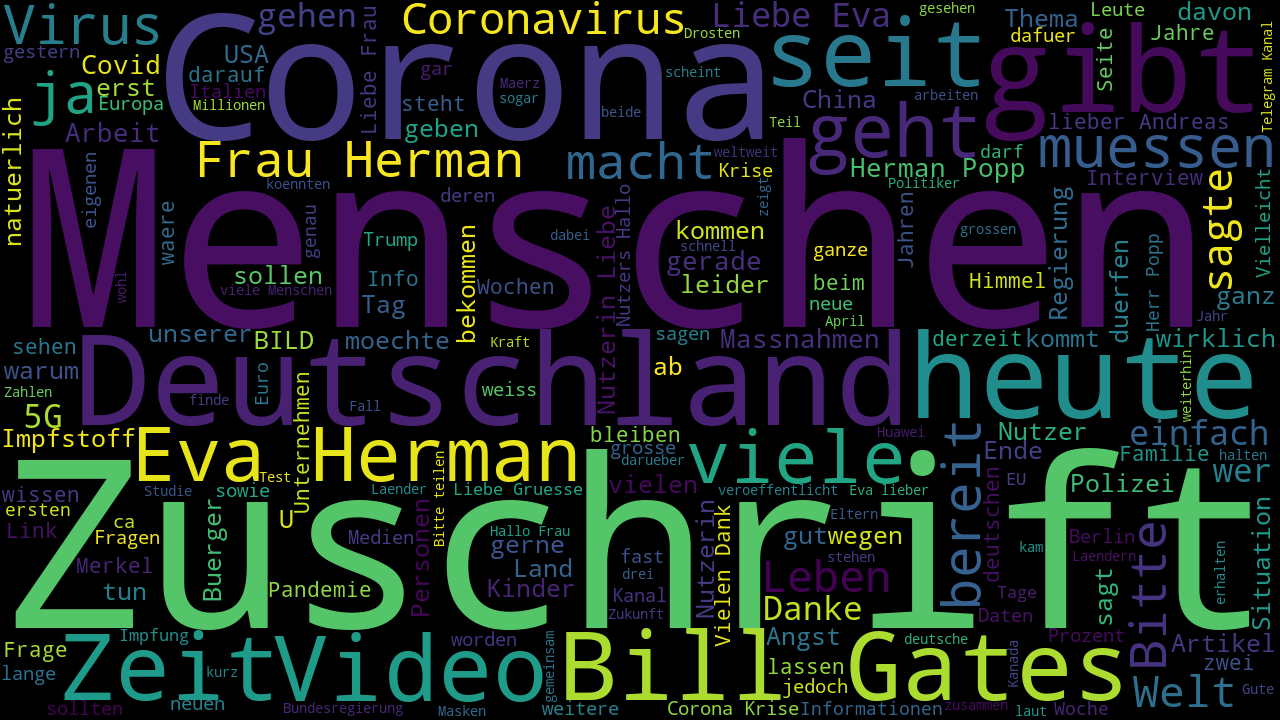 Virus
gestern
Corona
gehen
Coronavirus
Drosten
Liebe Eva
gesehen
Leute
Thema
dafuer
davon
Jahre
Seite
Telegram Kanal
USA
Covid
darauf
erst
ja
Europa
Italien
Millionen
Liebe Frau
gar
Maerz
sogar
steht
geben
scheint
beide
seit
gibt
arbeiten
China
Teil
geht
lieber Andreas
natuerlich
Arbeit
Frau Herman
macht
weltweit
Krise
Herman Popp
darf
Politiker
muessen
Interview
sagte
Vielleicht
eigenen
waere
koennten
genau
deren
Menschen
Trump
sollen
viele Menschen
wohl
Info
Tag
bekommen
Wochen
dabei
Nutzers Hallo
Nutzerin Liebe
kommen
schnell
gerade
leider
zeigt
ganze
beim
neue
April
Jahren
grossen
Himmel
Regierung
duerfen
Herr Popp
ganz
Jahr
sehen
warum
Zahlen
unserer
BILD
moechte
Kraft
sagen
Massnahmen
derzeit
kommt
wirklich
Deutschland
heute
weiterhin
ab
weiss
finde
Euro
Fall
5G
Impfstoff
Eva Herman
Unternehmen
Test
bleiben
grosse
darueber
viele
Huawei
bereit
Nutzer
Ende
einfach
Familie
halten
wer
wissen
ersten
Link
Studie
sowie
Laender
Bitte teilen
Liebe Gruesse
vielen
veroeffentlicht
Eva lieber
EU
Polizei
Zuschrift
ca
Fragen
U
Buerger
Medien
Personen
Hallo Frau
gerne
Eltern
gut
wegen
stehen
deutschen
Berlin
Laendern
kam
Situation
Merkel
tun
Pandemie
Land
Kinder
fast
drei
Kanal
Zukunft
Nutzerin
Vielen Dank
Leben
Danke
Tage
Daten
sagt
Bitte
erhalten
Frage
lange
Impfung
Zeit
kurz
Video
worden
gemeinsam
Bill Gates
Angst
lassen
jedoch
deutsche
Kanada
Prozent
Artikel
zwei
Welt
Gute
sollten
neuen
Bundesregierung
Masken
weitere
Corona Krise
Informationen
zusammen
laut
Woche